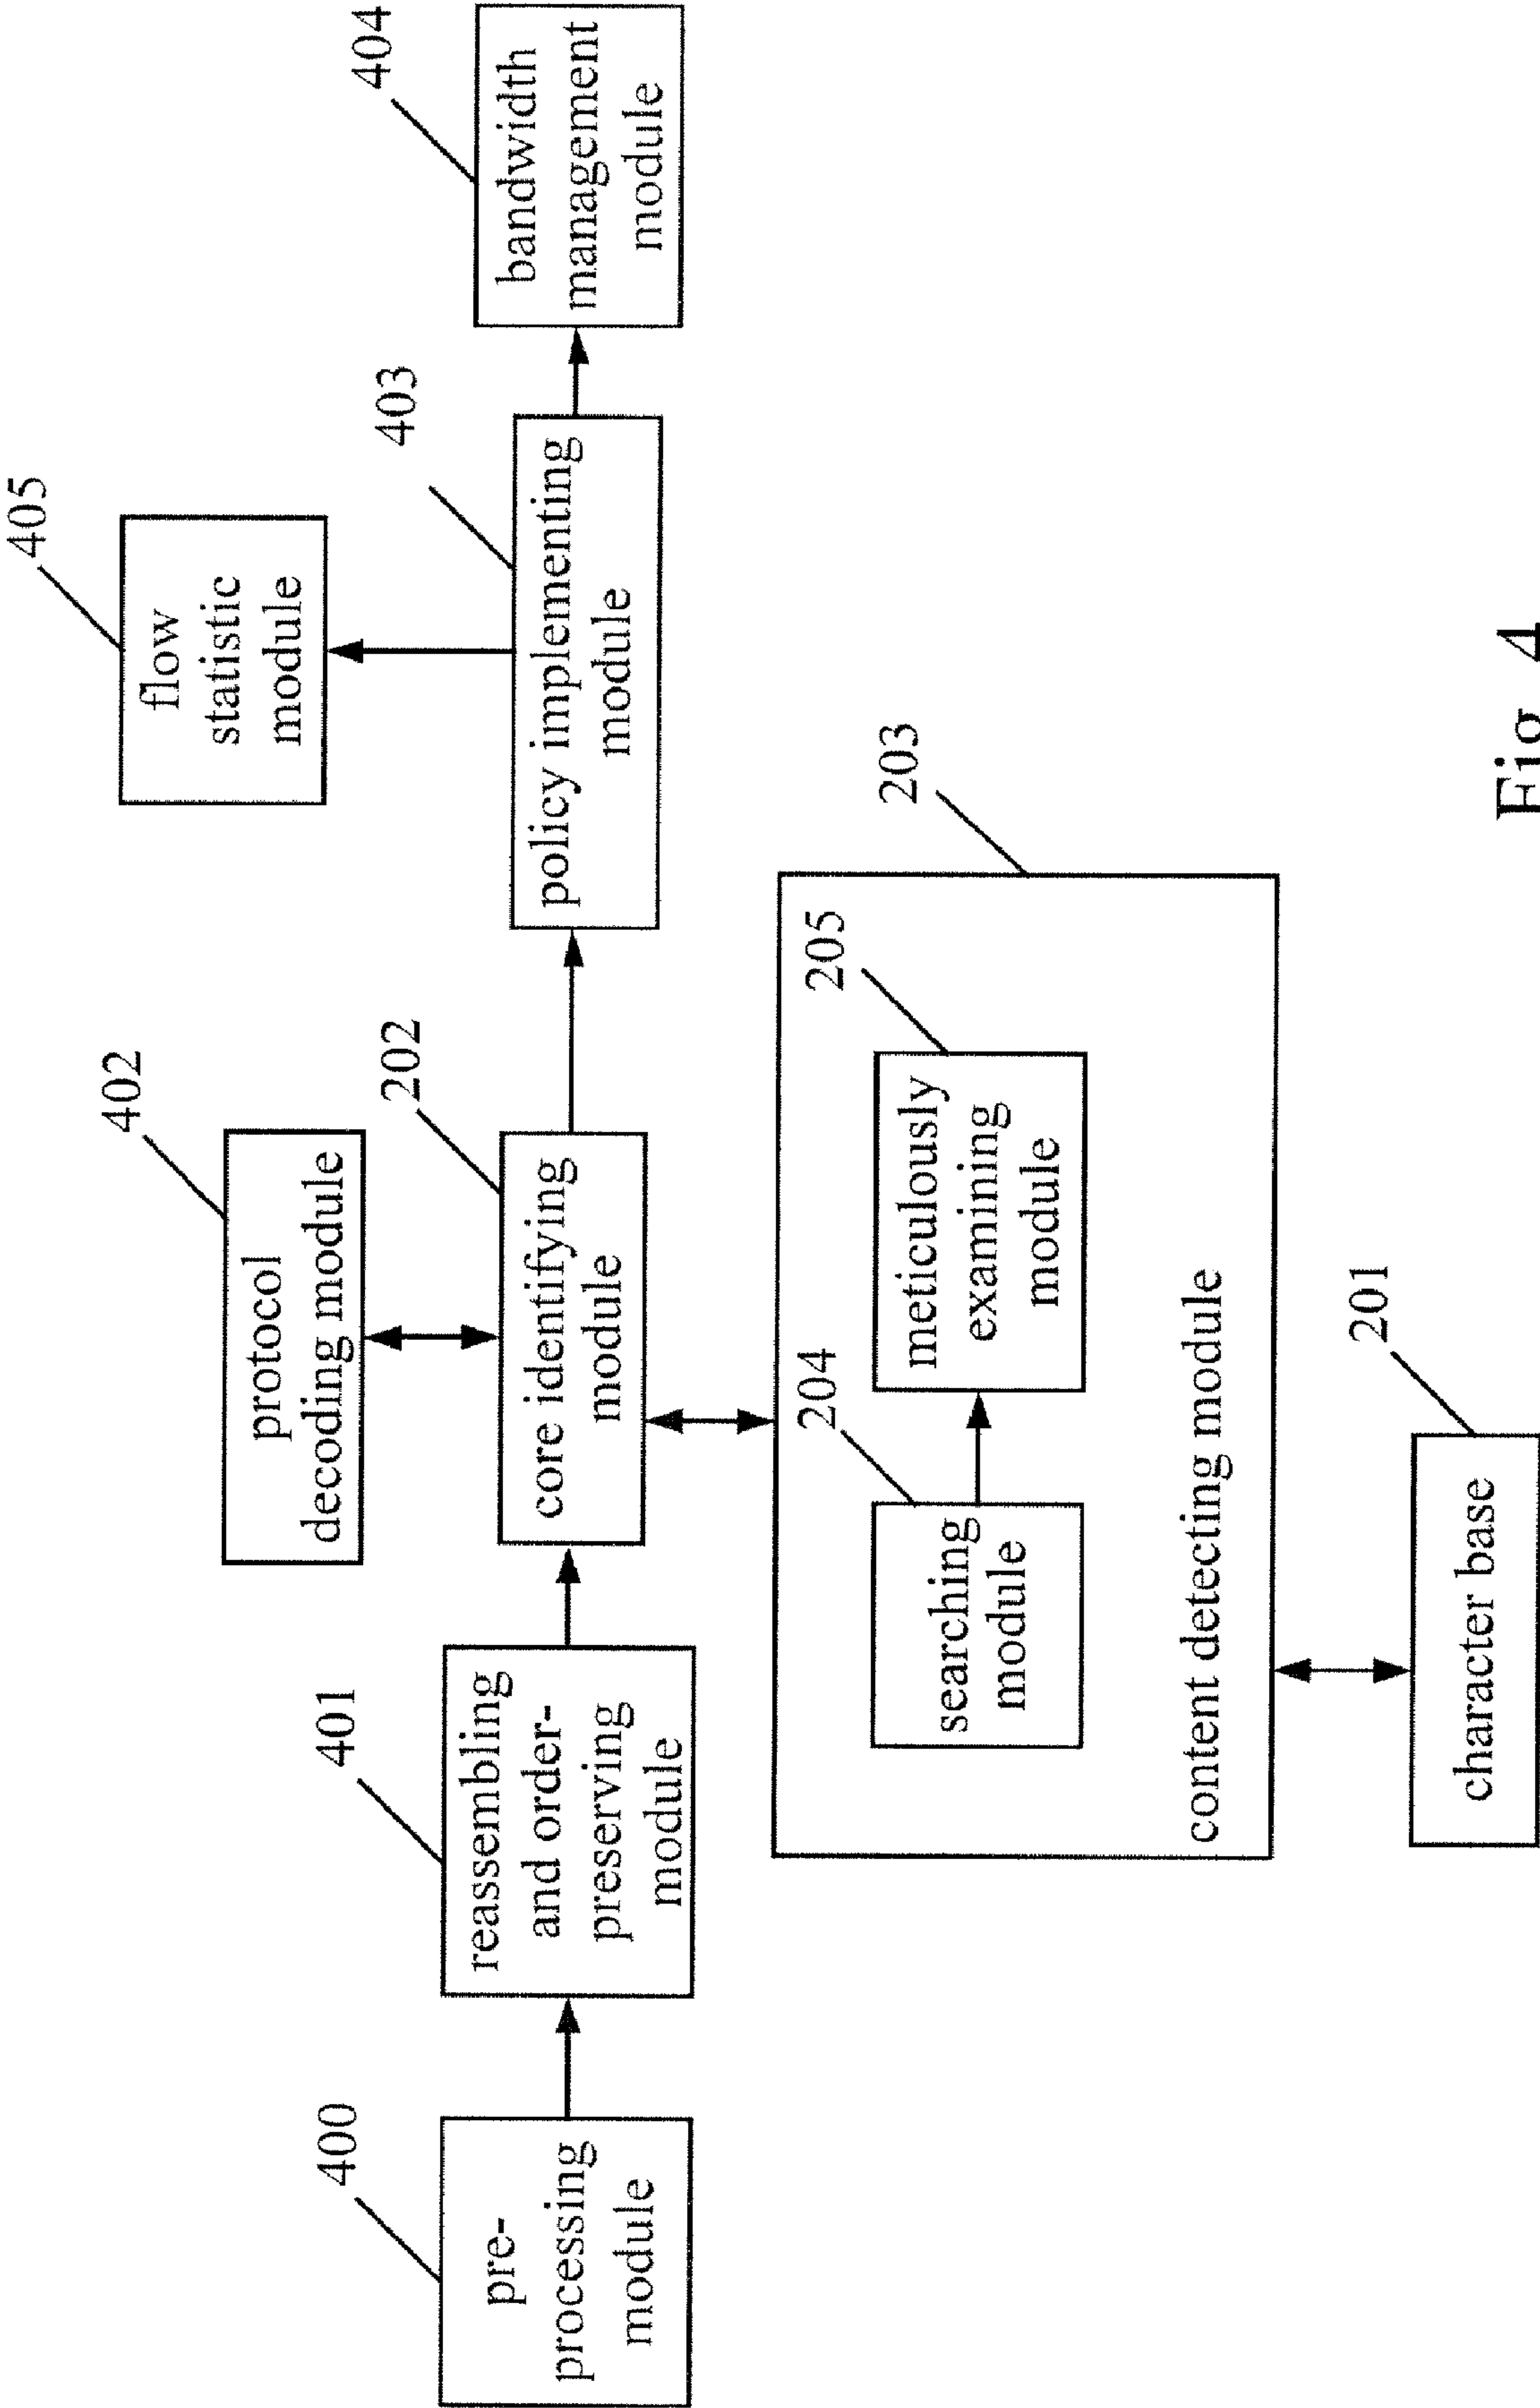 405
flow
statistic
module
402
protocol
decoding module
404
bandwidth
management
module
403
policy implementing
module
202
core identifying
module
401
reassembling
and order-
preserving
module
400
pre-
processing
module
203
205
meticulously
examining
module
204
searching
module
content detecting module
201
character base
Fig. 4